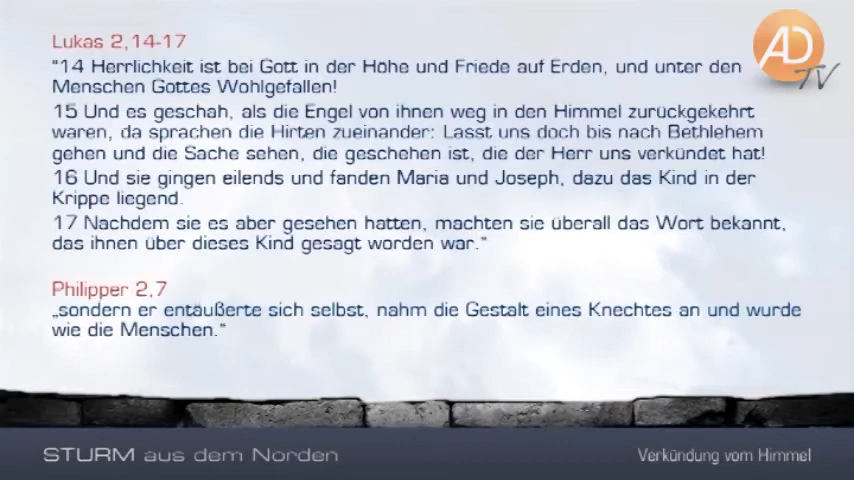 Lukas 2,14-17
"14 Herrlichkeit ist bei Gott in der Höhe und Friede auf Erden, und unter den
Menschen Gottes Wohlgefallen!
15 Und es geschah, als die Engel von ihnen weg in den Himmel zurückgekehrt
waren, da sprachen die Hirten zueinander: Lasst uns doch bis nach Bethlehem
gehen und die Sache sehen, die geschehen ist, die der Herr uns verkündet hat!
16 Und sie gingen eilends und fanden Maria und Joseph, dazu das Kind in der
Krippe liegend.
17 Nachdem sie es aber gesehen hatten, machten sie überall das Wort bekannt,
das ihnen über dieses Kind gesagt worden war."
Philipper 2,7
„sondern er entäußerte sich selbst, nahm die Gestalt eines Knechtes an und wurde
wie die Menschen."
AD
TV
STURM aus dem Norden
Verkündung vom Himmel